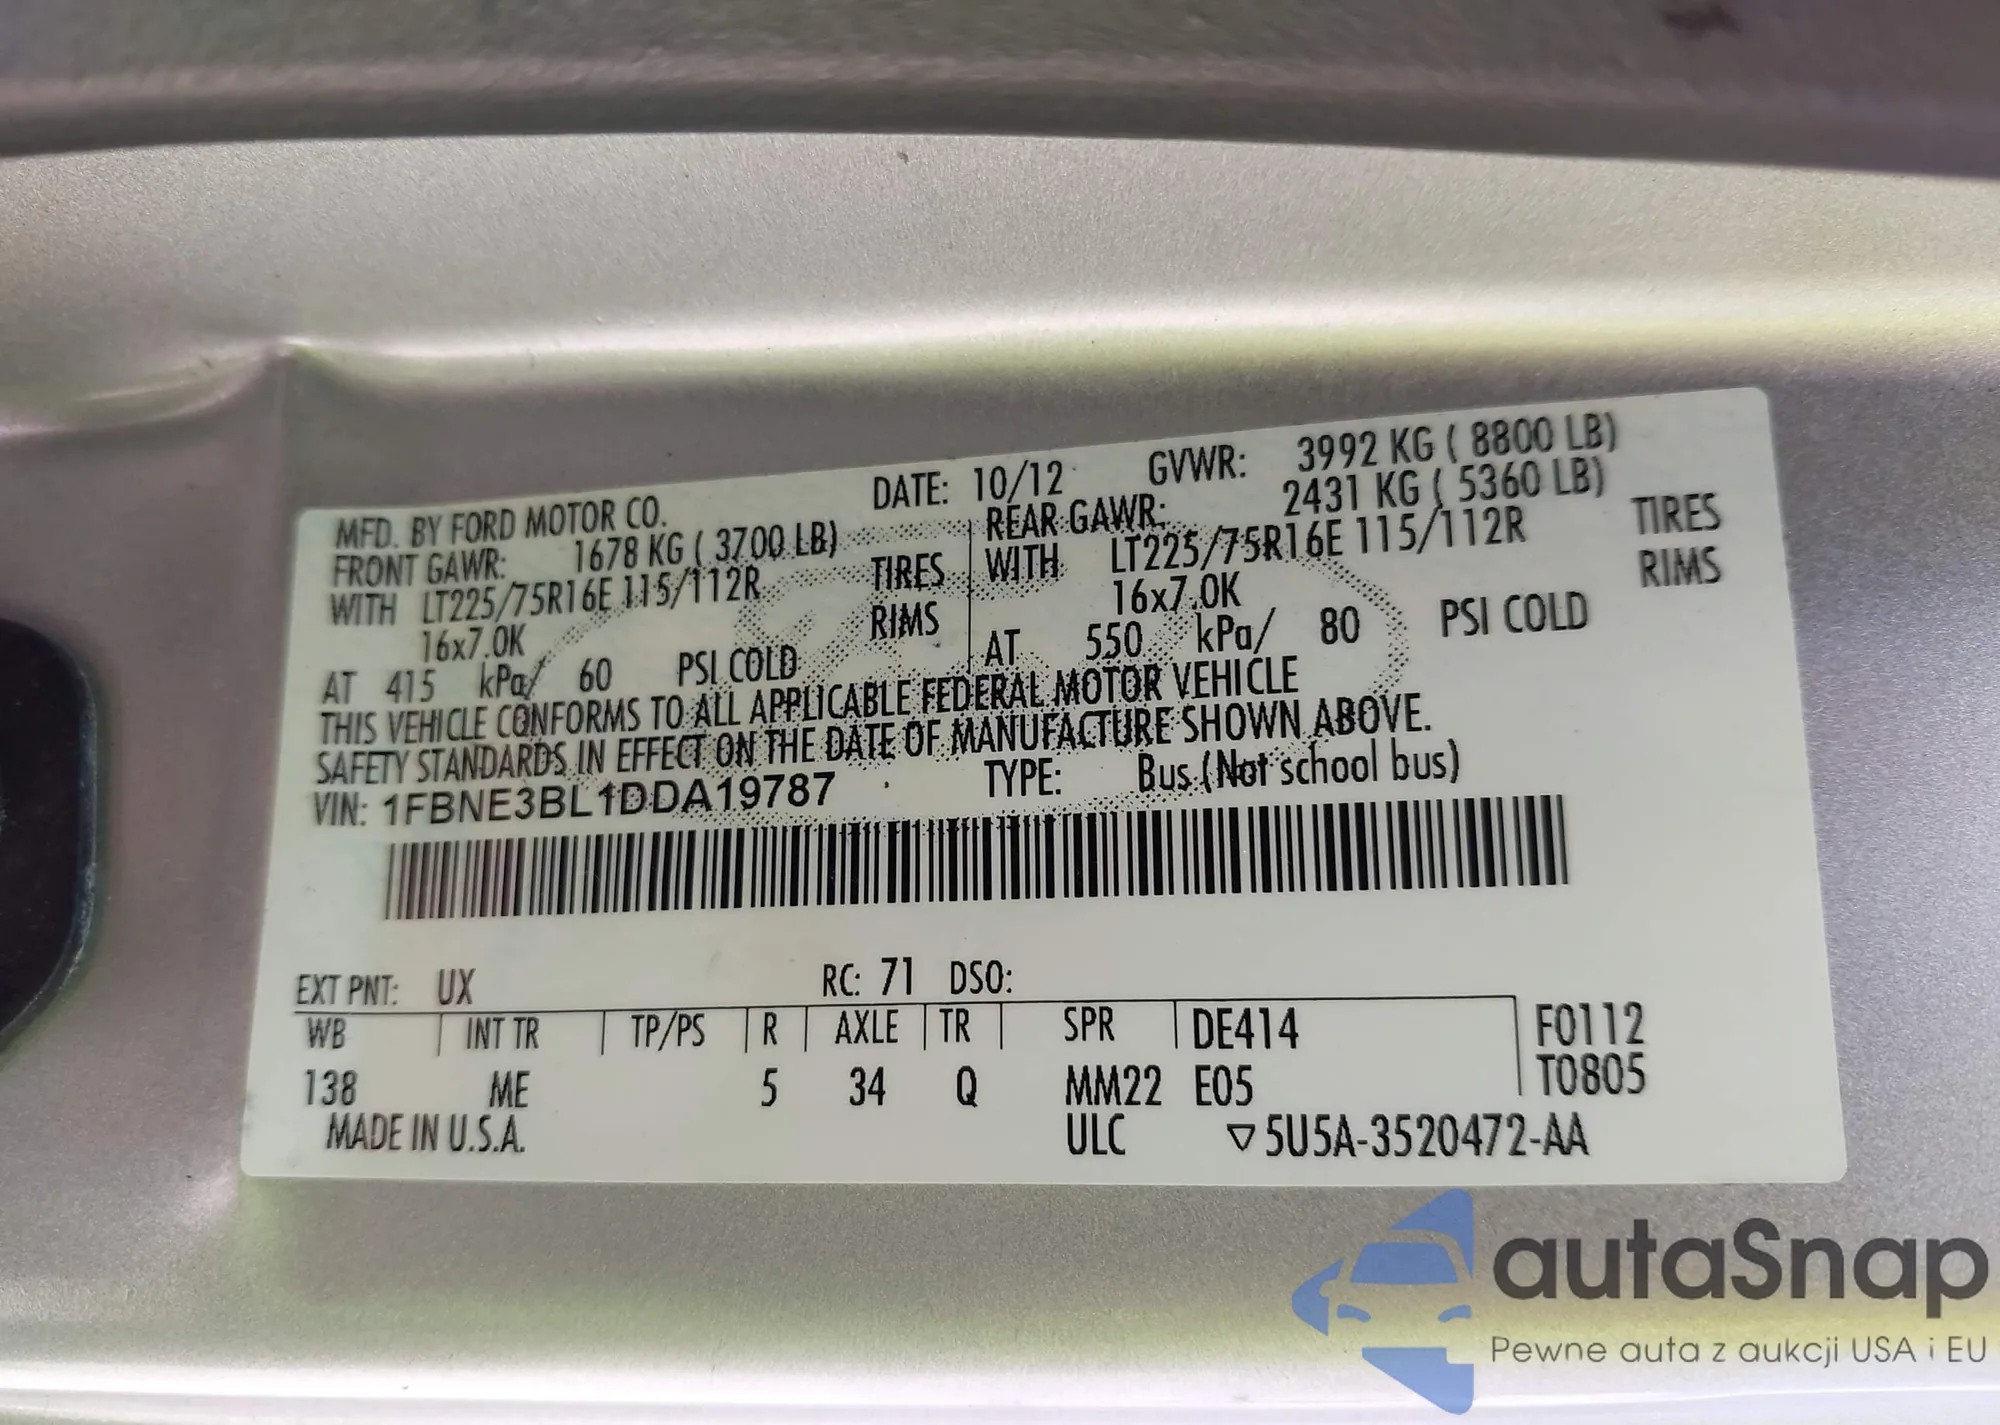 MFD. BY FORD MOTOR CO. DATE: 10/12 GVWR: 3992 KG ( 8800 LB)
FRONT GAWR: 1678 KG ( 3700 LB) REAR GAWR: 2431 KG ( 5360 LB)
WITH LT225/75R16E 115/112R TIRES WITH LT225/75R16E 115/112R TIRES
16x7.0K RIMS 16x7.0K RIMS
AT 415 kPa/ 60 PSI COLD AT 550 kPa/ 80 PSI COLD
THIS VEHICLE CONFORMS TO ALL APPLICABLE FEDERAL MOTOR VEHICLE
SAFETY STANDARDS IN EFFECT ON THE DATE OF MANUFACTURE SHOWN ABOVE.
VIN: 1FBNE3BL1DDA19787 TYPE: Bus (Not school bus)
EXT PNT: UX RC: 71 DSO:
WB INT TR TP/PS R AXLE TR SPR DE414 F0112
138 ME 5 34 Q MM22 E05 T0805
MADE IN U.S.A. ULC ▽5U5A-3520472-AA
autaSnap
Pewne auta z aukcji USA i EU